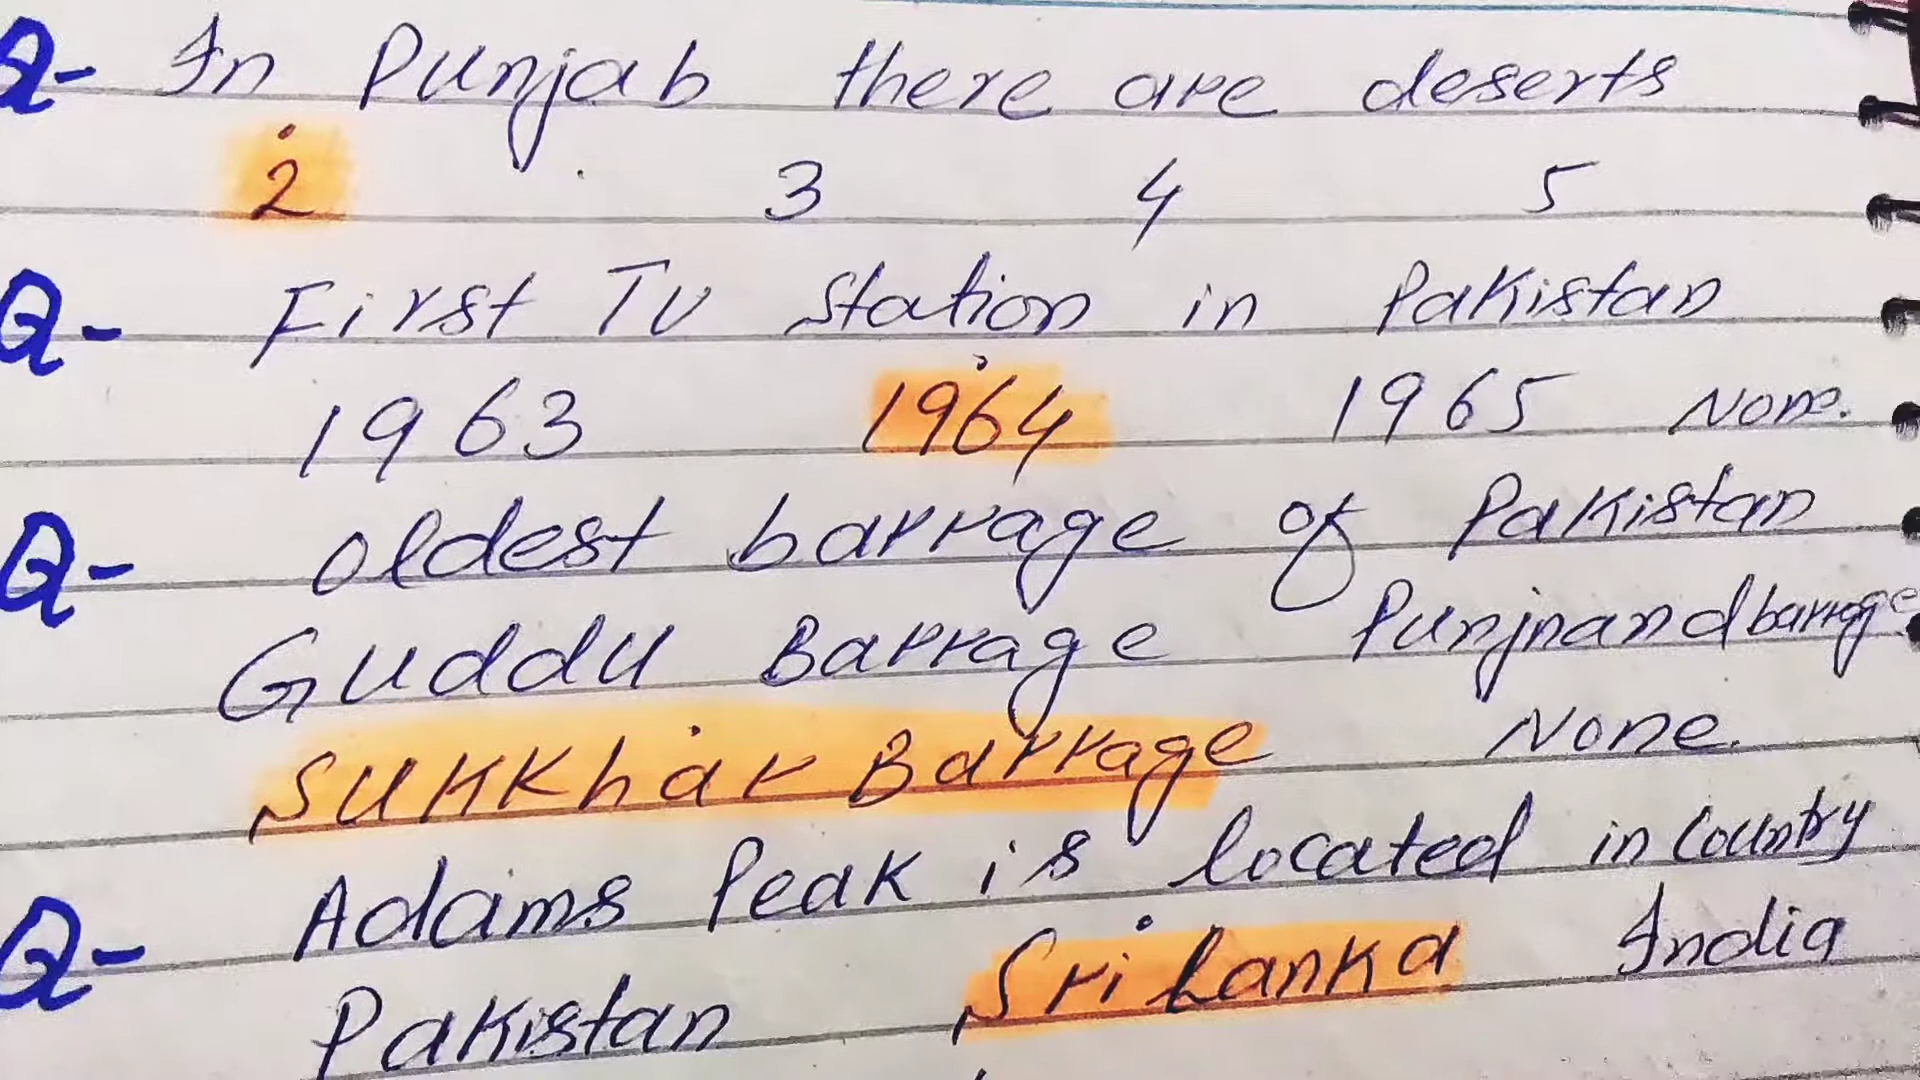 Q- In Punjab there are deserts
2 3 4 5
Q- First TV Station in Pakistan
1963 1964 1965 None.
Q- oldest barrage of Pakistan
Guddu Barrage Punjnand barrage
Sukkhar Barrage None.
Q- Adams Peak is located in Country
Pakistan Sri Lanka India